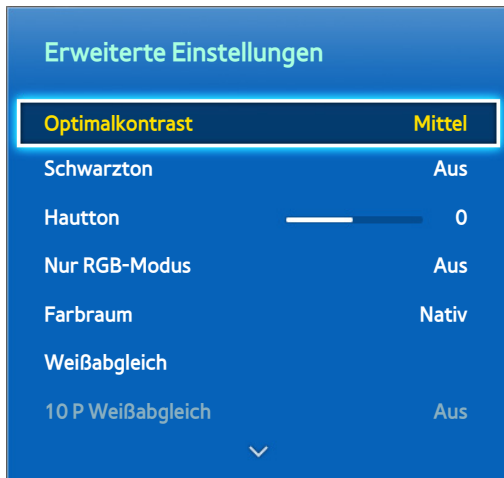 Erweiterte Einstellungen
Optimalkontrast Mittel
Schwarzton Aus
Hautton 0
Nur RGB-Modus Aus
Farbraum Nativ
Weißabgleich
10 P Weißabgleich Aus